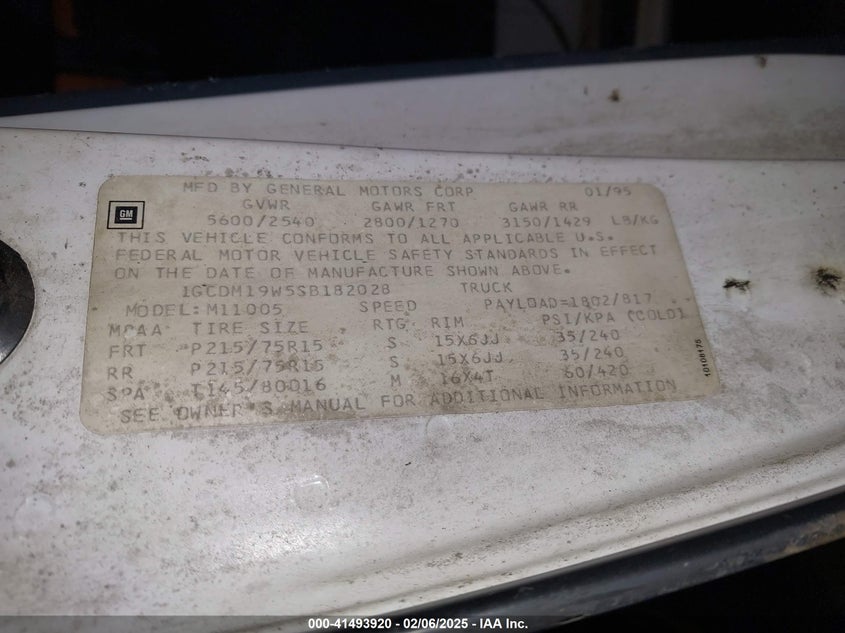 MFD BY GENERAL MOTORS CORP 01/95
GM
GVWR GAWR FRT GAWR RR
5600/2540 2800/1270 3150/1429 LB/KG
THIS VEHICLE CONFORMS TO ALL APPLICABLE U.S.
FEDERAL MOTOR VEHICLE SAFETY STANDARDS IN EFFECT
ON THE DATE OF MANUFACTURE SHOWN ABOVE.
1GCDM19W5SB182028 TRUCK
MODEL:M11005 SPEED PAYLOAD=1802/817
MCAA TIRE SIZE RTG RIM PSI/KPA (COLD)
FRT P215/75R15 S 15X6JJ 35/240
RR P215/75R15 S 15X6JJ 35/240
SPA T145/80D16 M 16X4T 60/420
SEE OWNER'S MANUAL FOR ADDITIONAL INFORMATION
10108175
000-41493920 - 02/06/2025 - IAA Inc.